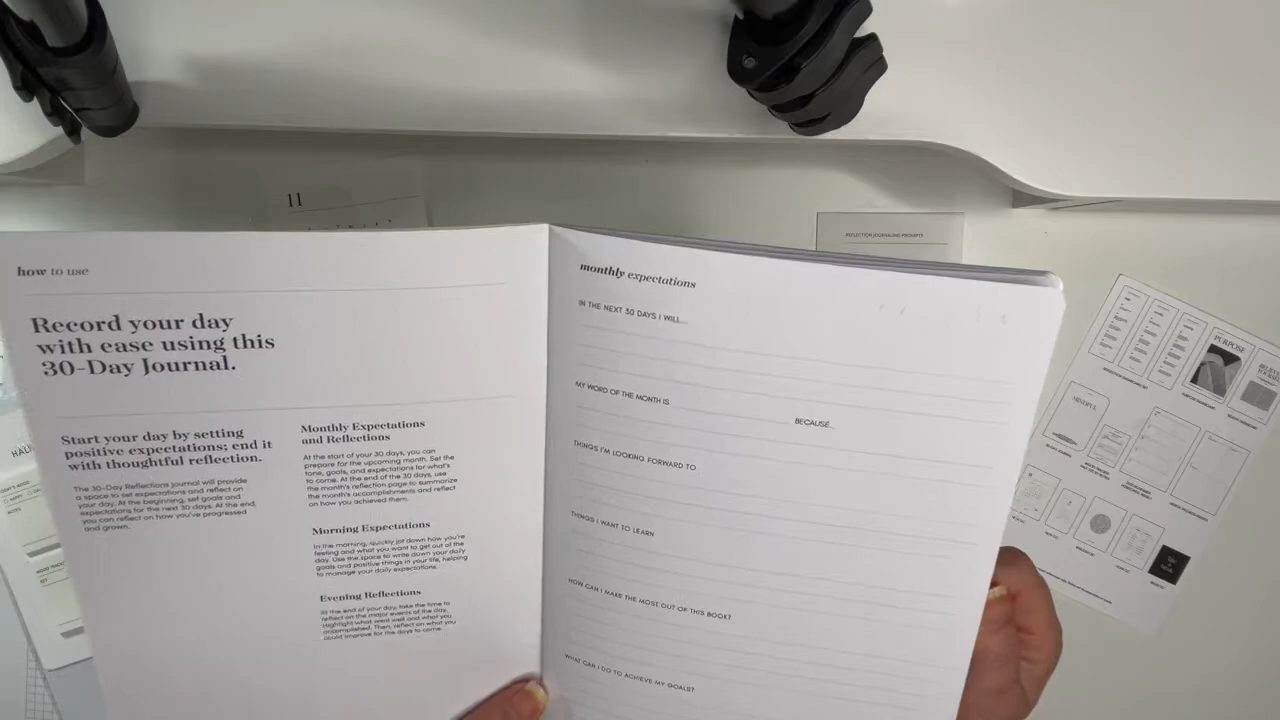 11
REFLECTION JOURNALING PROMPTS
how to use
Record your day
with ease using this
30-Day Journal.
Start your day by setting
positive expectations; end it
with thoughtful reflection.
The 30-Day Reflections journal will provide
a space to set expectations and reflect on
your day. At the beginning, set goals and
expectations for the next 30 days. At the end,
you can reflect on how you've progressed
and grown.
Monthly Expectations
and Reflections
At the start of your 30 days, you can
prepare for the upcoming month. Set the
tone, goals, and expectations for what's
to come. At the end of the 30 days, use
the month's reflection page to summarize
the month's accomplishments and reflect
on how you achieved them.
Morning Expectations
In the morning, quickly jot down how you're
feeling and what you want to get out of the
day. Use the space to write down your daily
goals and positive things in your life, helping
to manage your daily expectations.
Evening Reflections
At the end of your day, take the time to
reflect on the major events of the day.
Highlight what went well and what you
accomplished. Then, reflect on what you
could improve for the days to come.
monthly expectations
IN THE NEXT 30 DAYS I WILL...
MY WORD OF THE MONTH IS
BECAUSE...
THINGS I'M LOOKING FORWARD TO
THINGS I WANT TO LEARN
HOW CAN I MAKE THE MOST OUT OF THIS BOOK?
WHAT CAN I DO TO ACHIEVE MY GOALS?
PURPOSE
MINDFUL